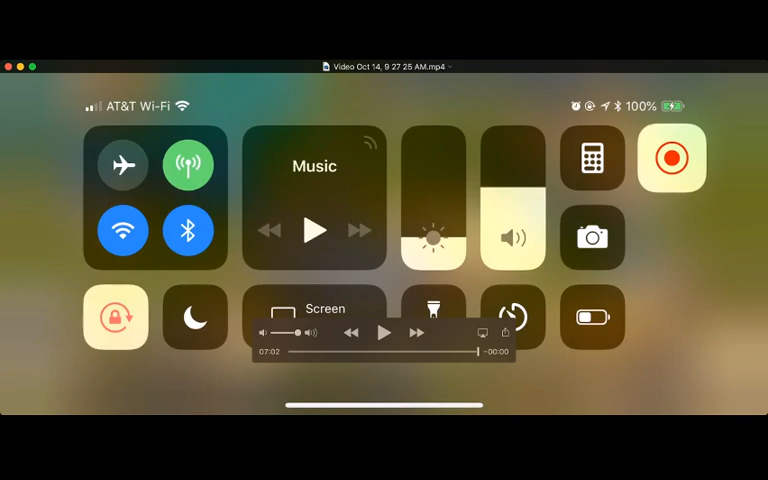 Video Oct 14, 9 27 25 AM.mp4
AT&T Wi-Fi
100%
Music
Screen
07:02
-00:00